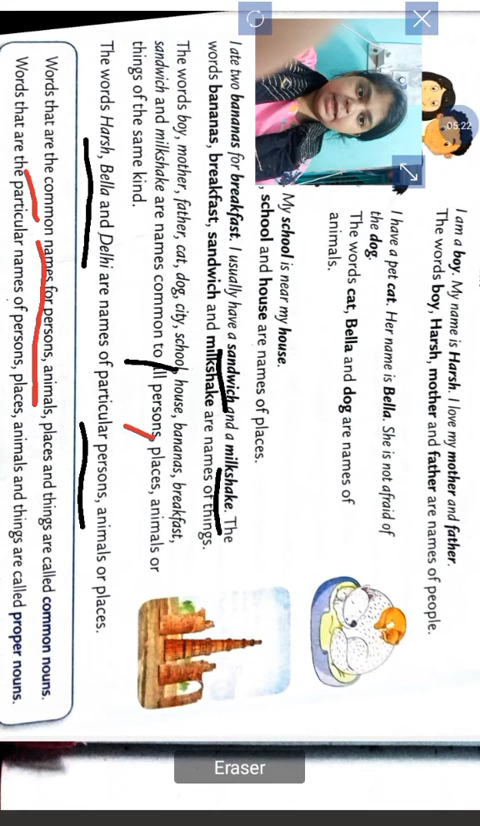 I am a boy. My name is Harsh. I love my mother and father.
The words boy, Harsh, mother and father are names of people.
I have a pet cat. Her name is Bella. She is not afraid of
the dog.
The words cat, Bella and dog are names of
animals.
My school is near my house.
, school and house are names of places.
I ate two bananas for breakfast. I usually have a sandwich and a milkshake. The
words bananas, breakfast, sandwich and milkshake are names of things.
The words boy, mother, father, cat, dog, city, school, house, bananas, breakfast,
sandwich and milkshake are names common to all persons, places, animals or
things of the same kind.
The words Harsh, Bella and Delhi are names of particular persons, animals or places.
Words that are the common names for persons, animals, places and things are called common nouns.
Words that are the particular names of persons, places, animals and things are called proper nouns.
05:22
Eraser